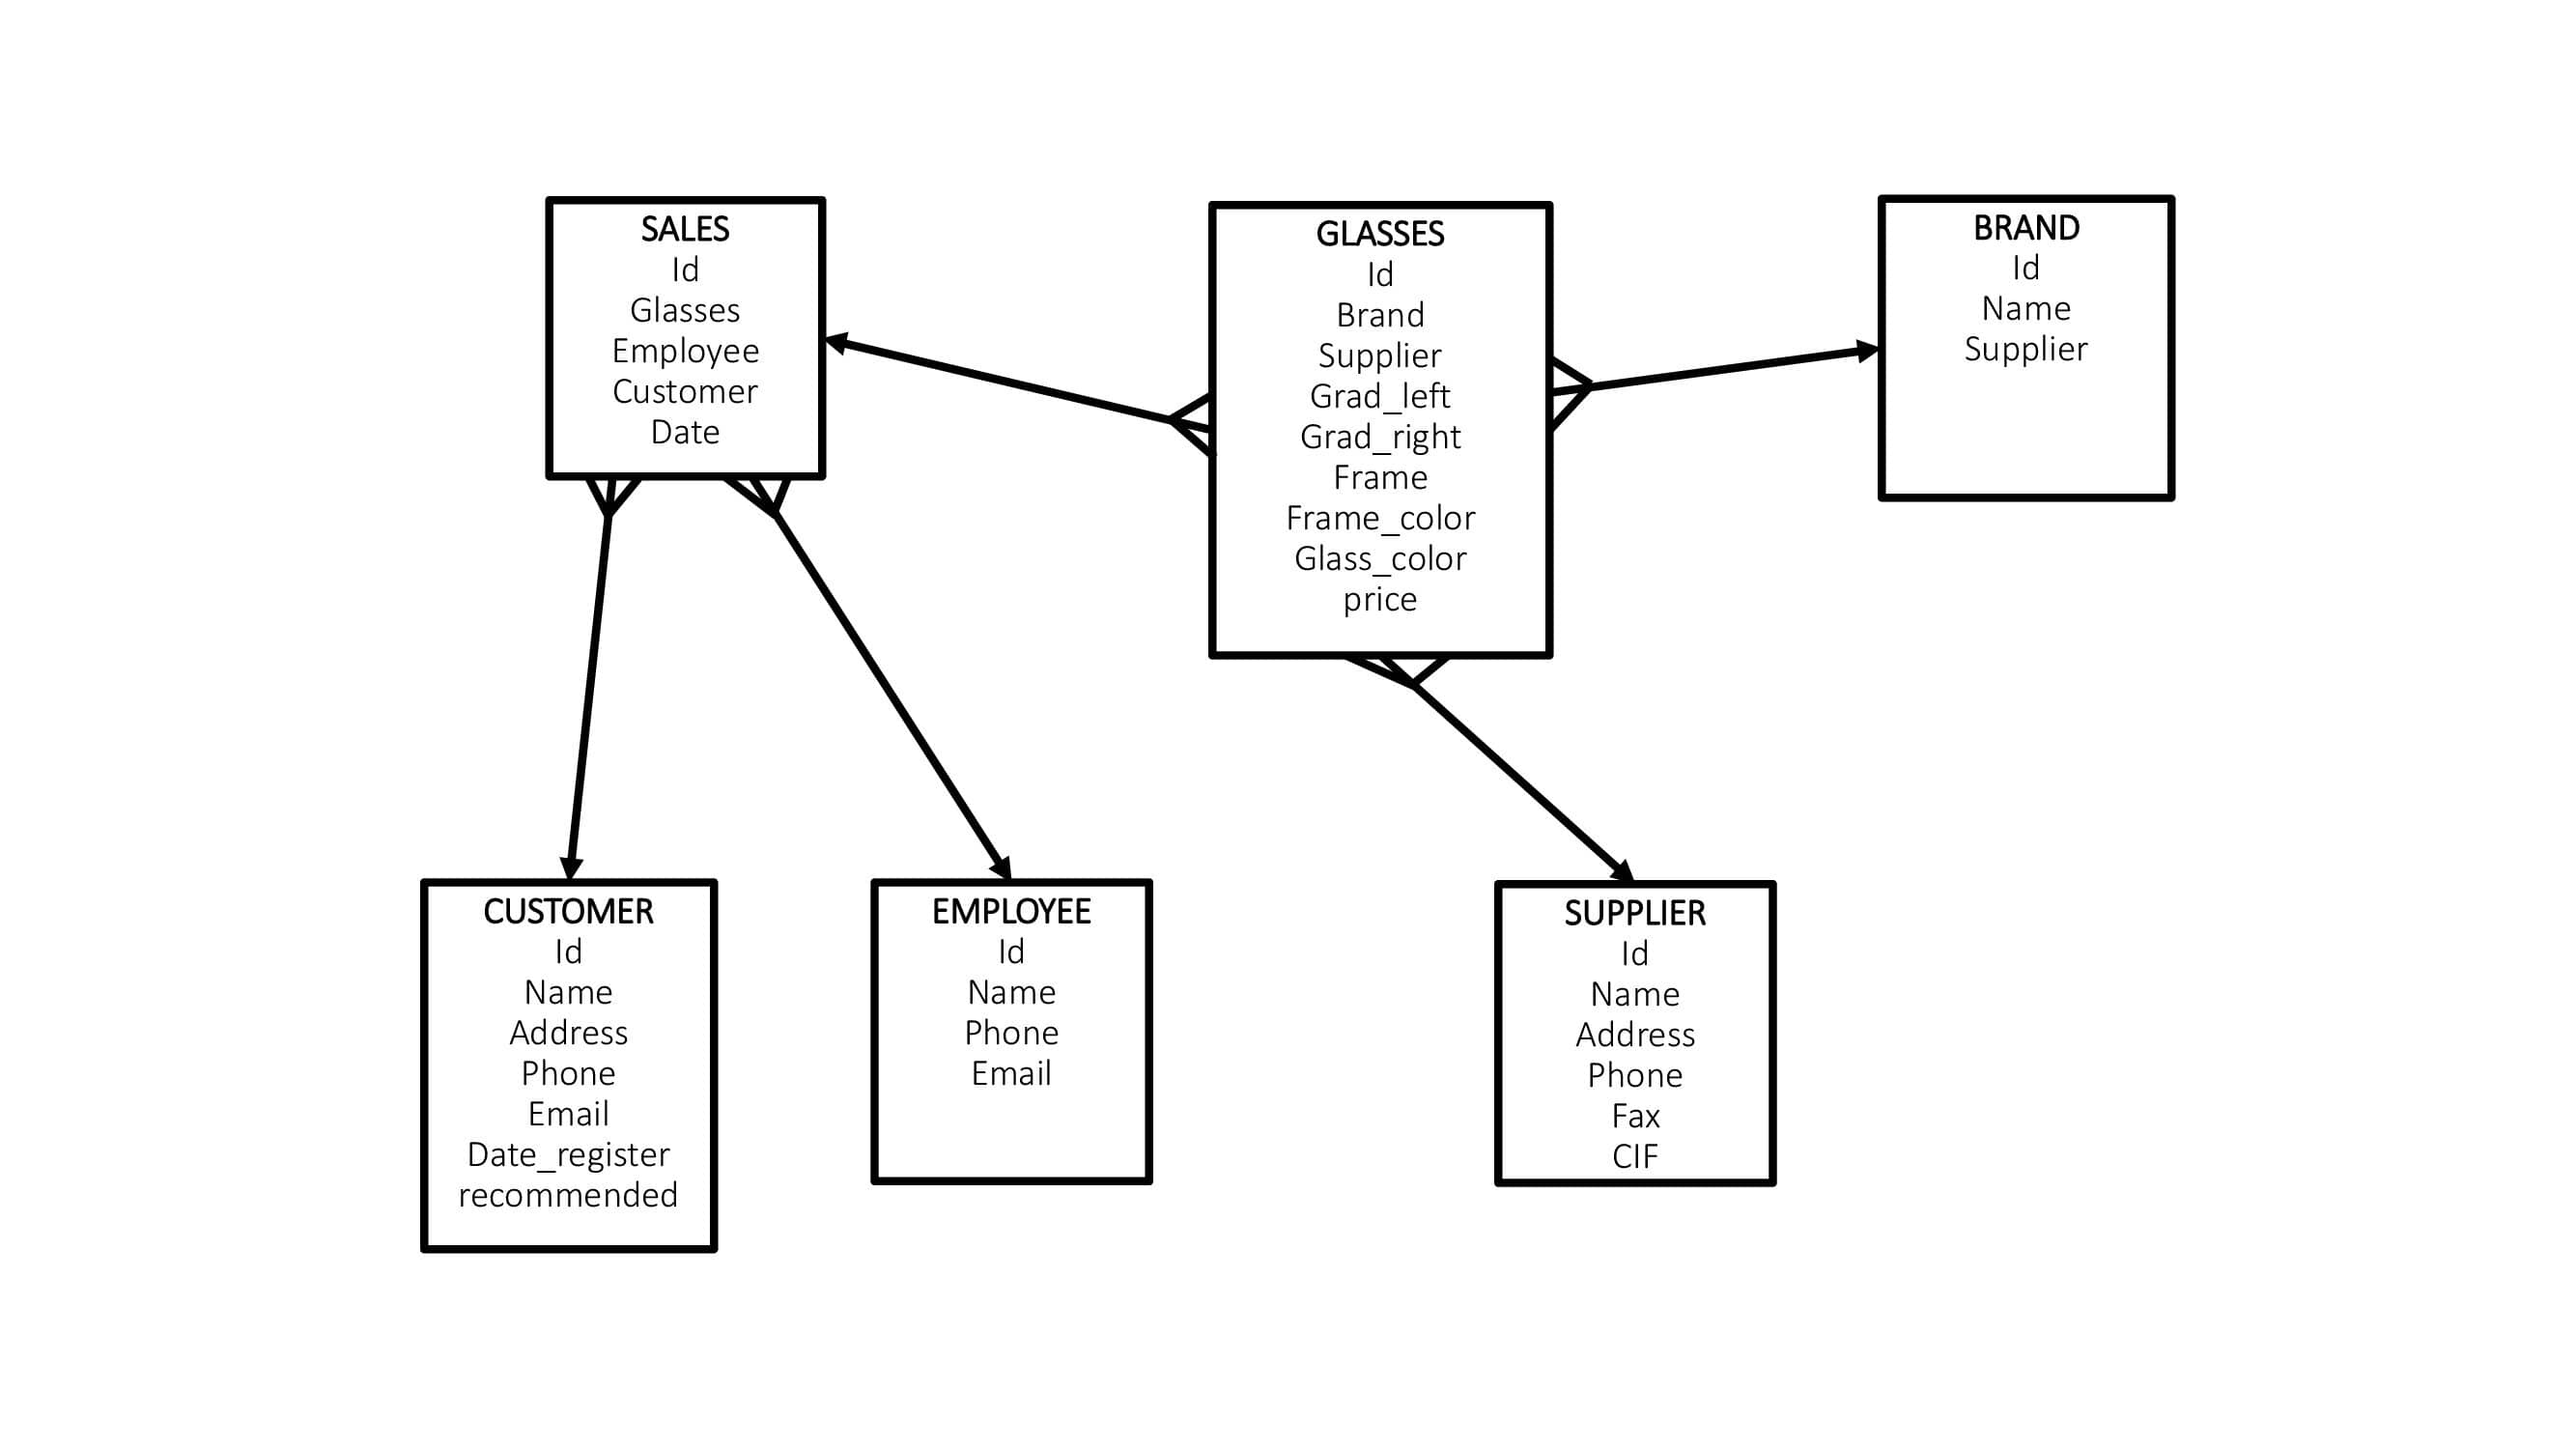 SALES
Id
Glasses
Employee
Customer
Date
GLASSES
Id
Brand
Supplier
Grad_left
Grad_right
Frame
Frame_color
Glass_color
price
BRAND
Id
Name
Supplier
CUSTOMER
Id
Name
Address
Phone
Email
Date_register
recommended
EMPLOYEE
Id
Name
Phone
Email
SUPPLIER
Id
Name
Address
Phone
Fax
CIF